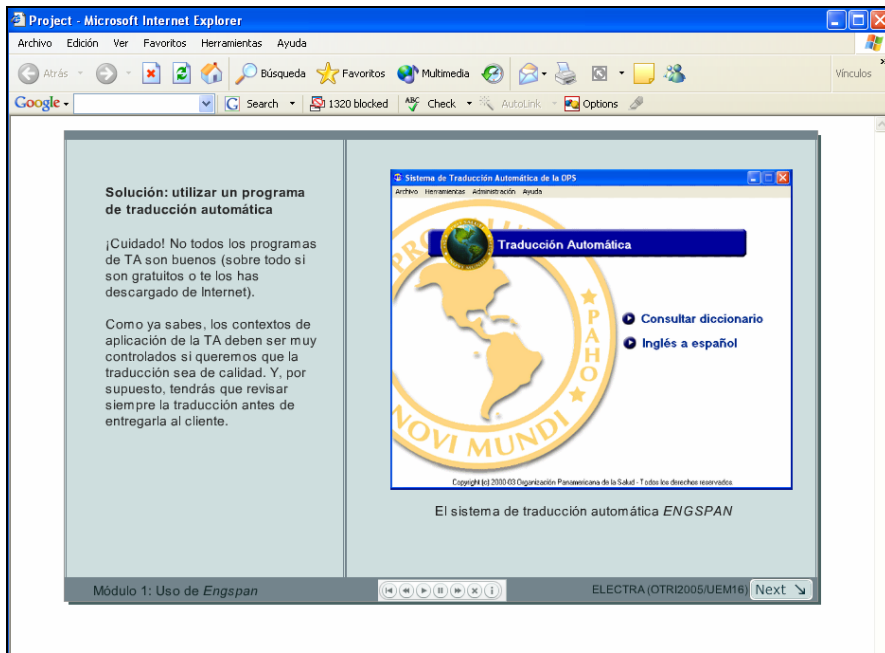 Project - Microsoft Internet Explorer
Archivo Edición Ver Favoritos Herramientas Ayuda
Atrás Búsqueda Favoritos Multimedia Vínculos
Google Search 1320 blocked ABC Check AutoLink Options
Solución: utilizar un programa
de traducción automática
¡Cuidado! No todos los programas
de TA son buenos (sobre todo si
son gratuitos o te los has
descargado de Internet).
Como ya sabes, los contextos de
aplicación de la TA deben ser muy
controlados si queremos que la
traducción sea de calidad. Y, por
supuesto, tendrás que revisar
siempre la traducción antes de
entregarla al cliente.
Sistema de Traducción Automática de la OPS
Archivo Herramientas Administración Ayuda
Traducción Automática
Consultar diccionario
Inglés a español
PAHO
NOVI MUNDI
Copyright (c) 2000-03 Organización Panamericana de la Salud - Todos los derechos reservados
El sistema de traducción automática ENGSPAN
Módulo 1: Uso de Engspan
ELECTRA (OTRI2005/UEM16) Next